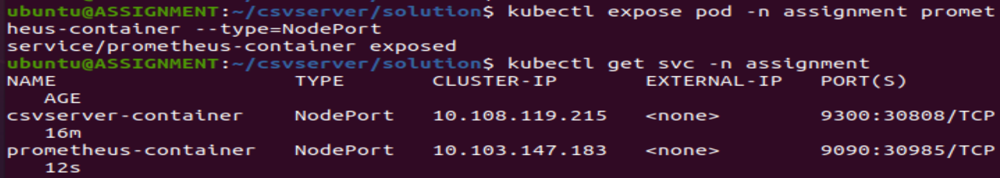 ubuntu@ASSIGNMENT:~/csvserver/solution$ kubectl expose pod -n assignment promet
heus-container --type=NodePort
service/prometheus-container exposed
ubuntu@ASSIGNMENT:~/csvserver/solution$ kubectl get svc -n assignment
NAME                   TYPE       CLUSTER-IP       EXTERNAL-IP   PORT(S)
   AGE
csvserver-container    NodePort   10.108.119.215   <none>        9300:30808/TCP
   16m
prometheus-container   NodePort   10.103.147.183   <none>        9090:30985/TCP
   12s